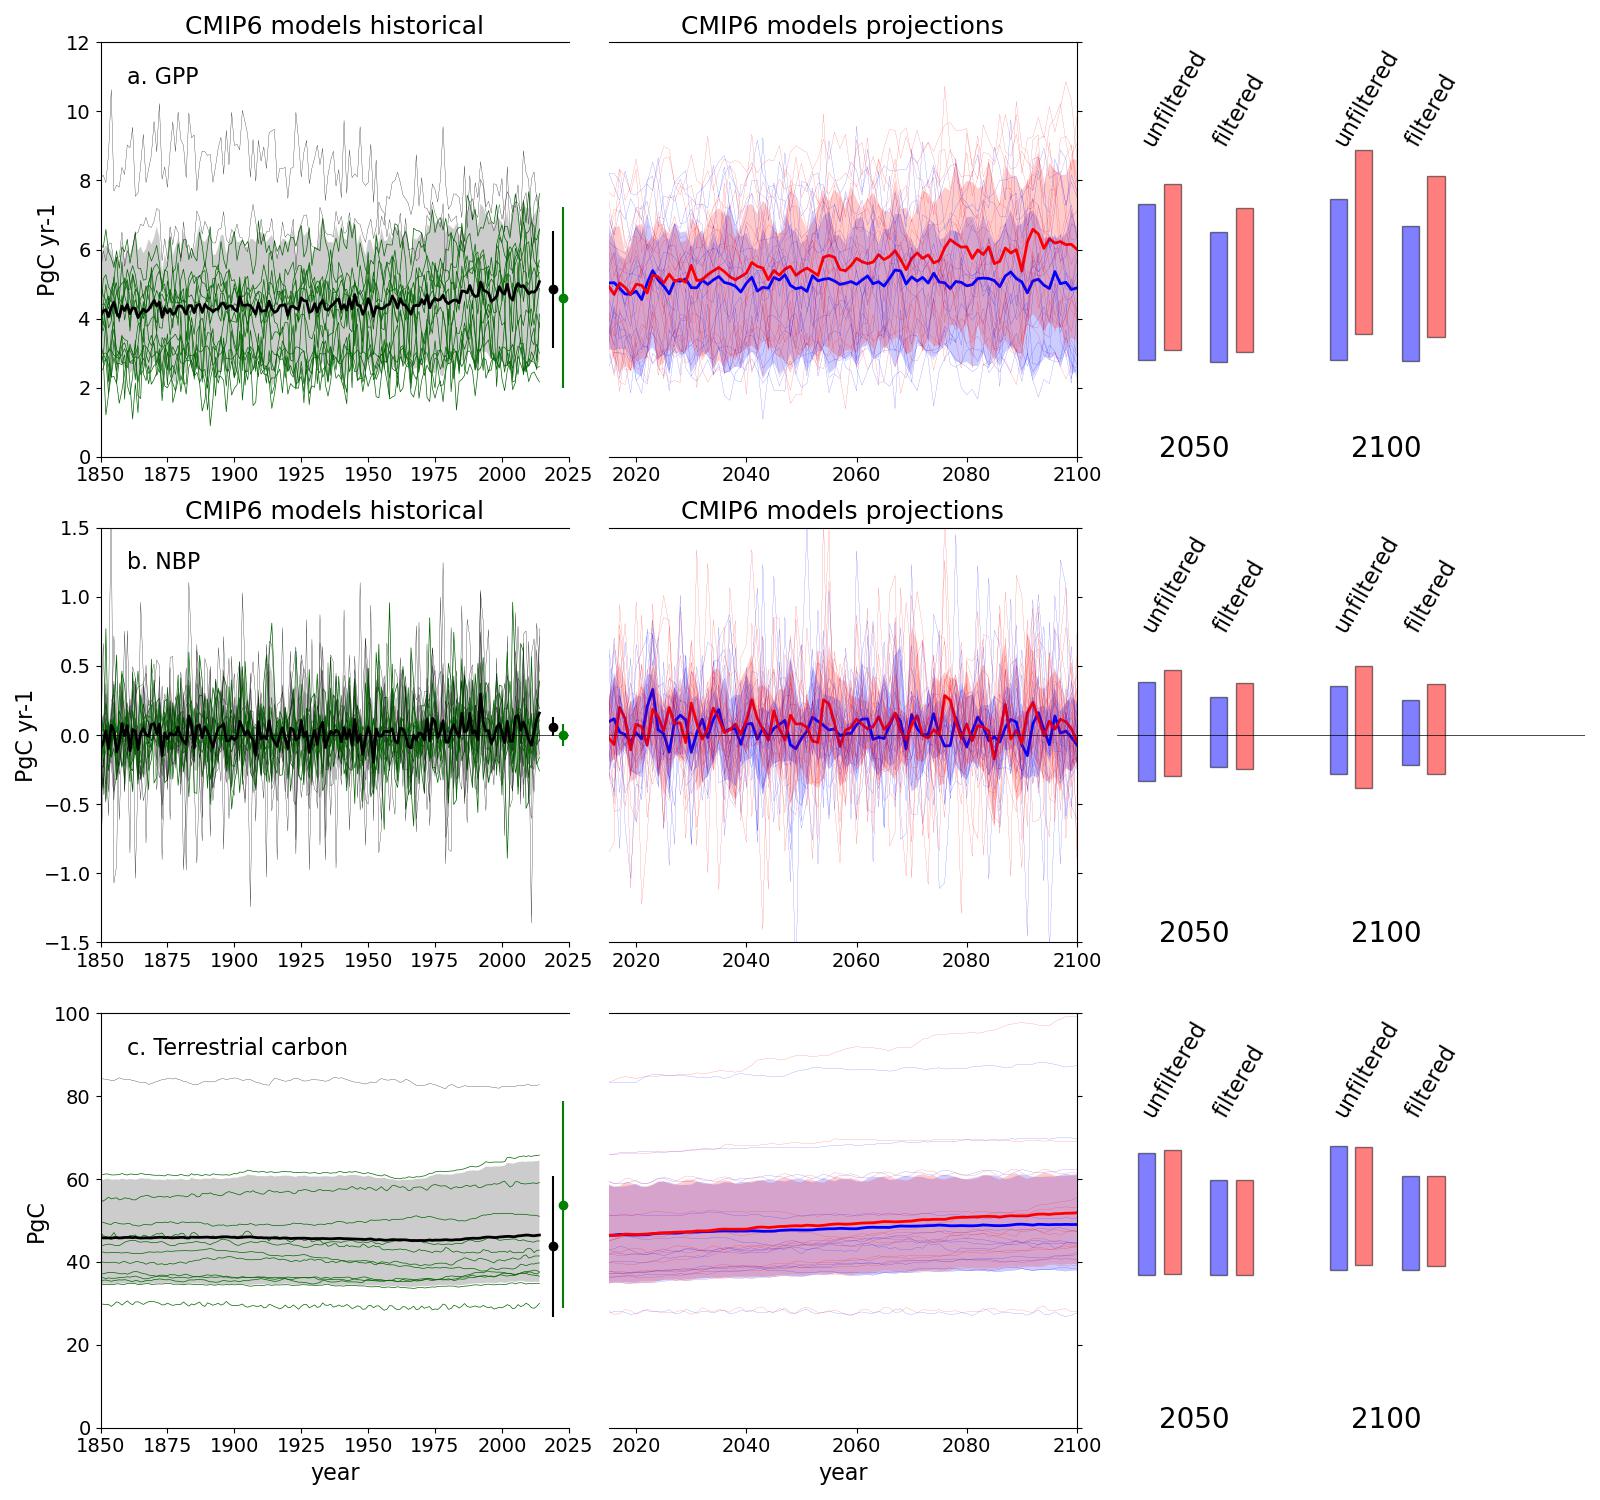 CMIP6 models historical
CMIP6 models projections
a. GPP
PgC yr-1
12
10
8
6
4
2
0
1850 1875 1900 1925 1950 1975 2000 2025
2020 2040 2060 2080 2100
unfiltered filtered unfiltered filtered
2050 2100
CMIP6 models historical
CMIP6 models projections
b. NBP
PgC yr-1
1.5
1.0
0.5
0.0
−0.5
−1.0
−1.5
1850 1875 1900 1925 1950 1975 2000 2025
2020 2040 2060 2080 2100
unfiltered filtered unfiltered filtered
2050 2100
c. Terrestrial carbon
PgC
100
80
60
40
20
0
1850 1875 1900 1925 1950 1975 2000 2025
2020 2040 2060 2080 2100
year
year
unfiltered filtered unfiltered filtered
2050 2100